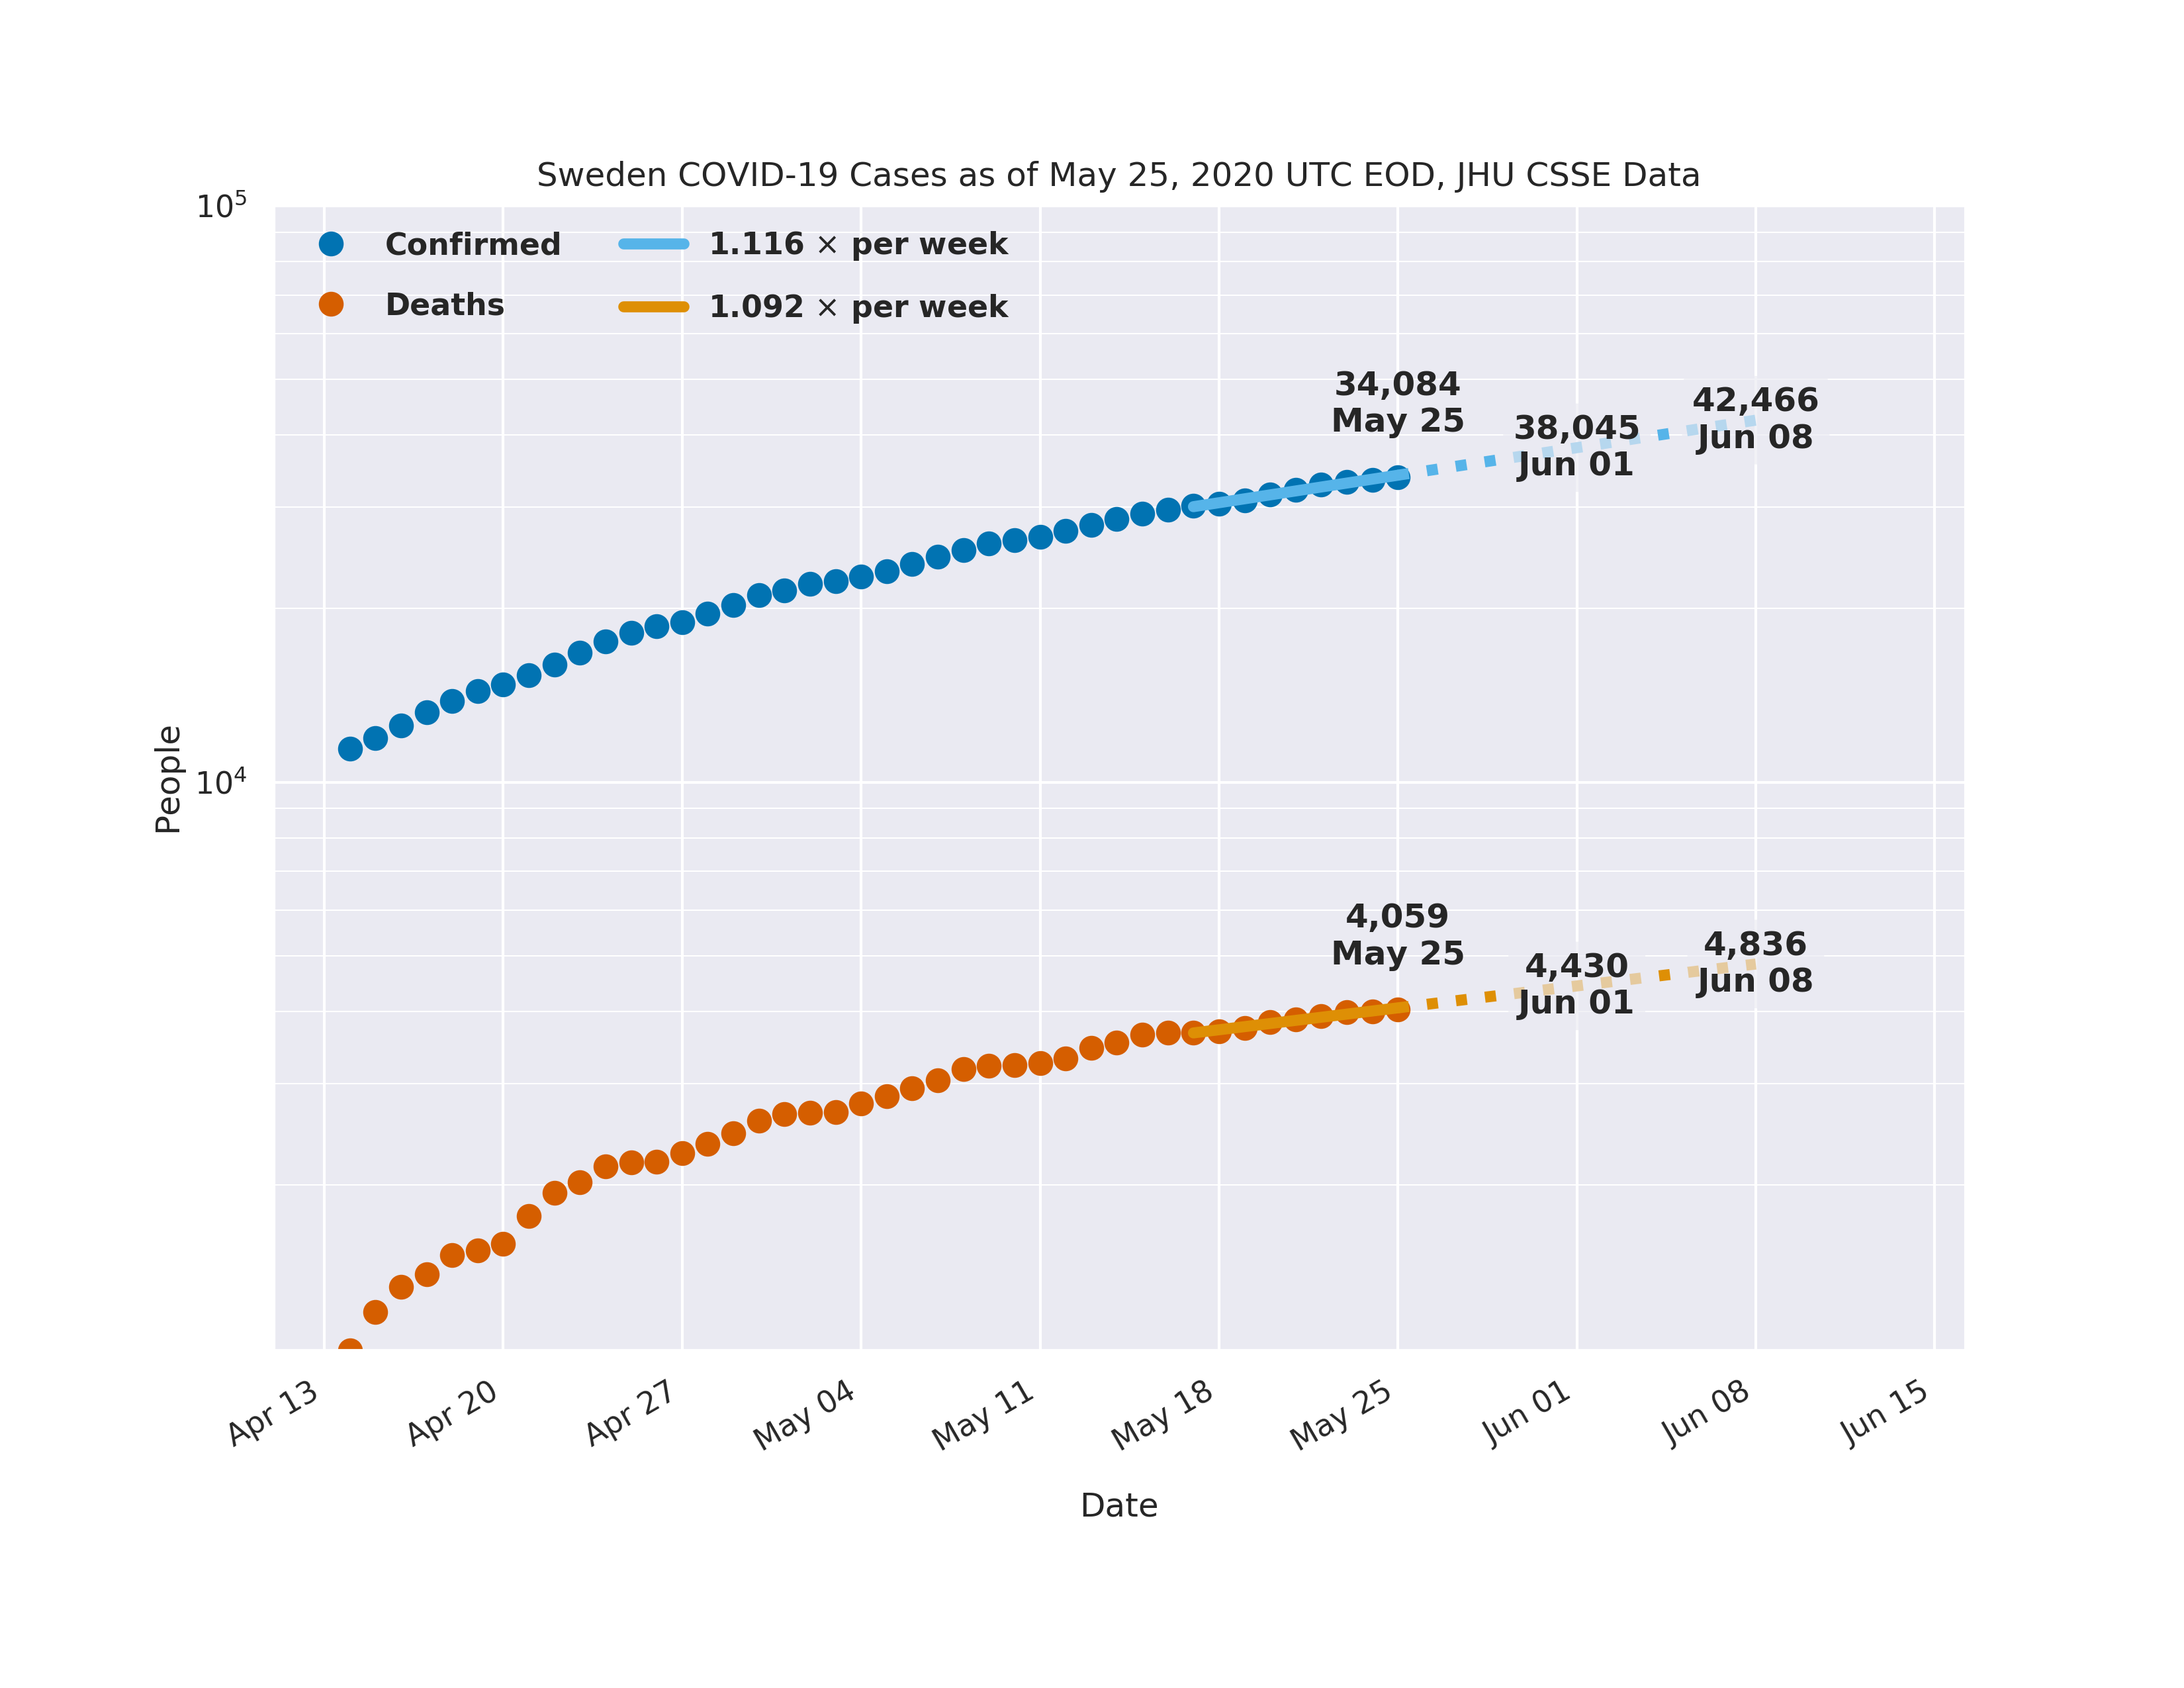 Sweden COVID-19 Cases as of May 25, 2020 UTC EOD, JHU CSSE Data
10⁵
Confirmed
1.116 × per week
Deaths
1.092 × per week
34,084
May 25
38,045
Jun 01
42,466
Jun 08
People
10⁴
4,059
May 25
4,430
Jun 01
4,836
Jun 08
Apr 13
Apr 20
Apr 27
May 04
May 11
May 18
May 25
Jun 01
Jun 08
Jun 15
Date